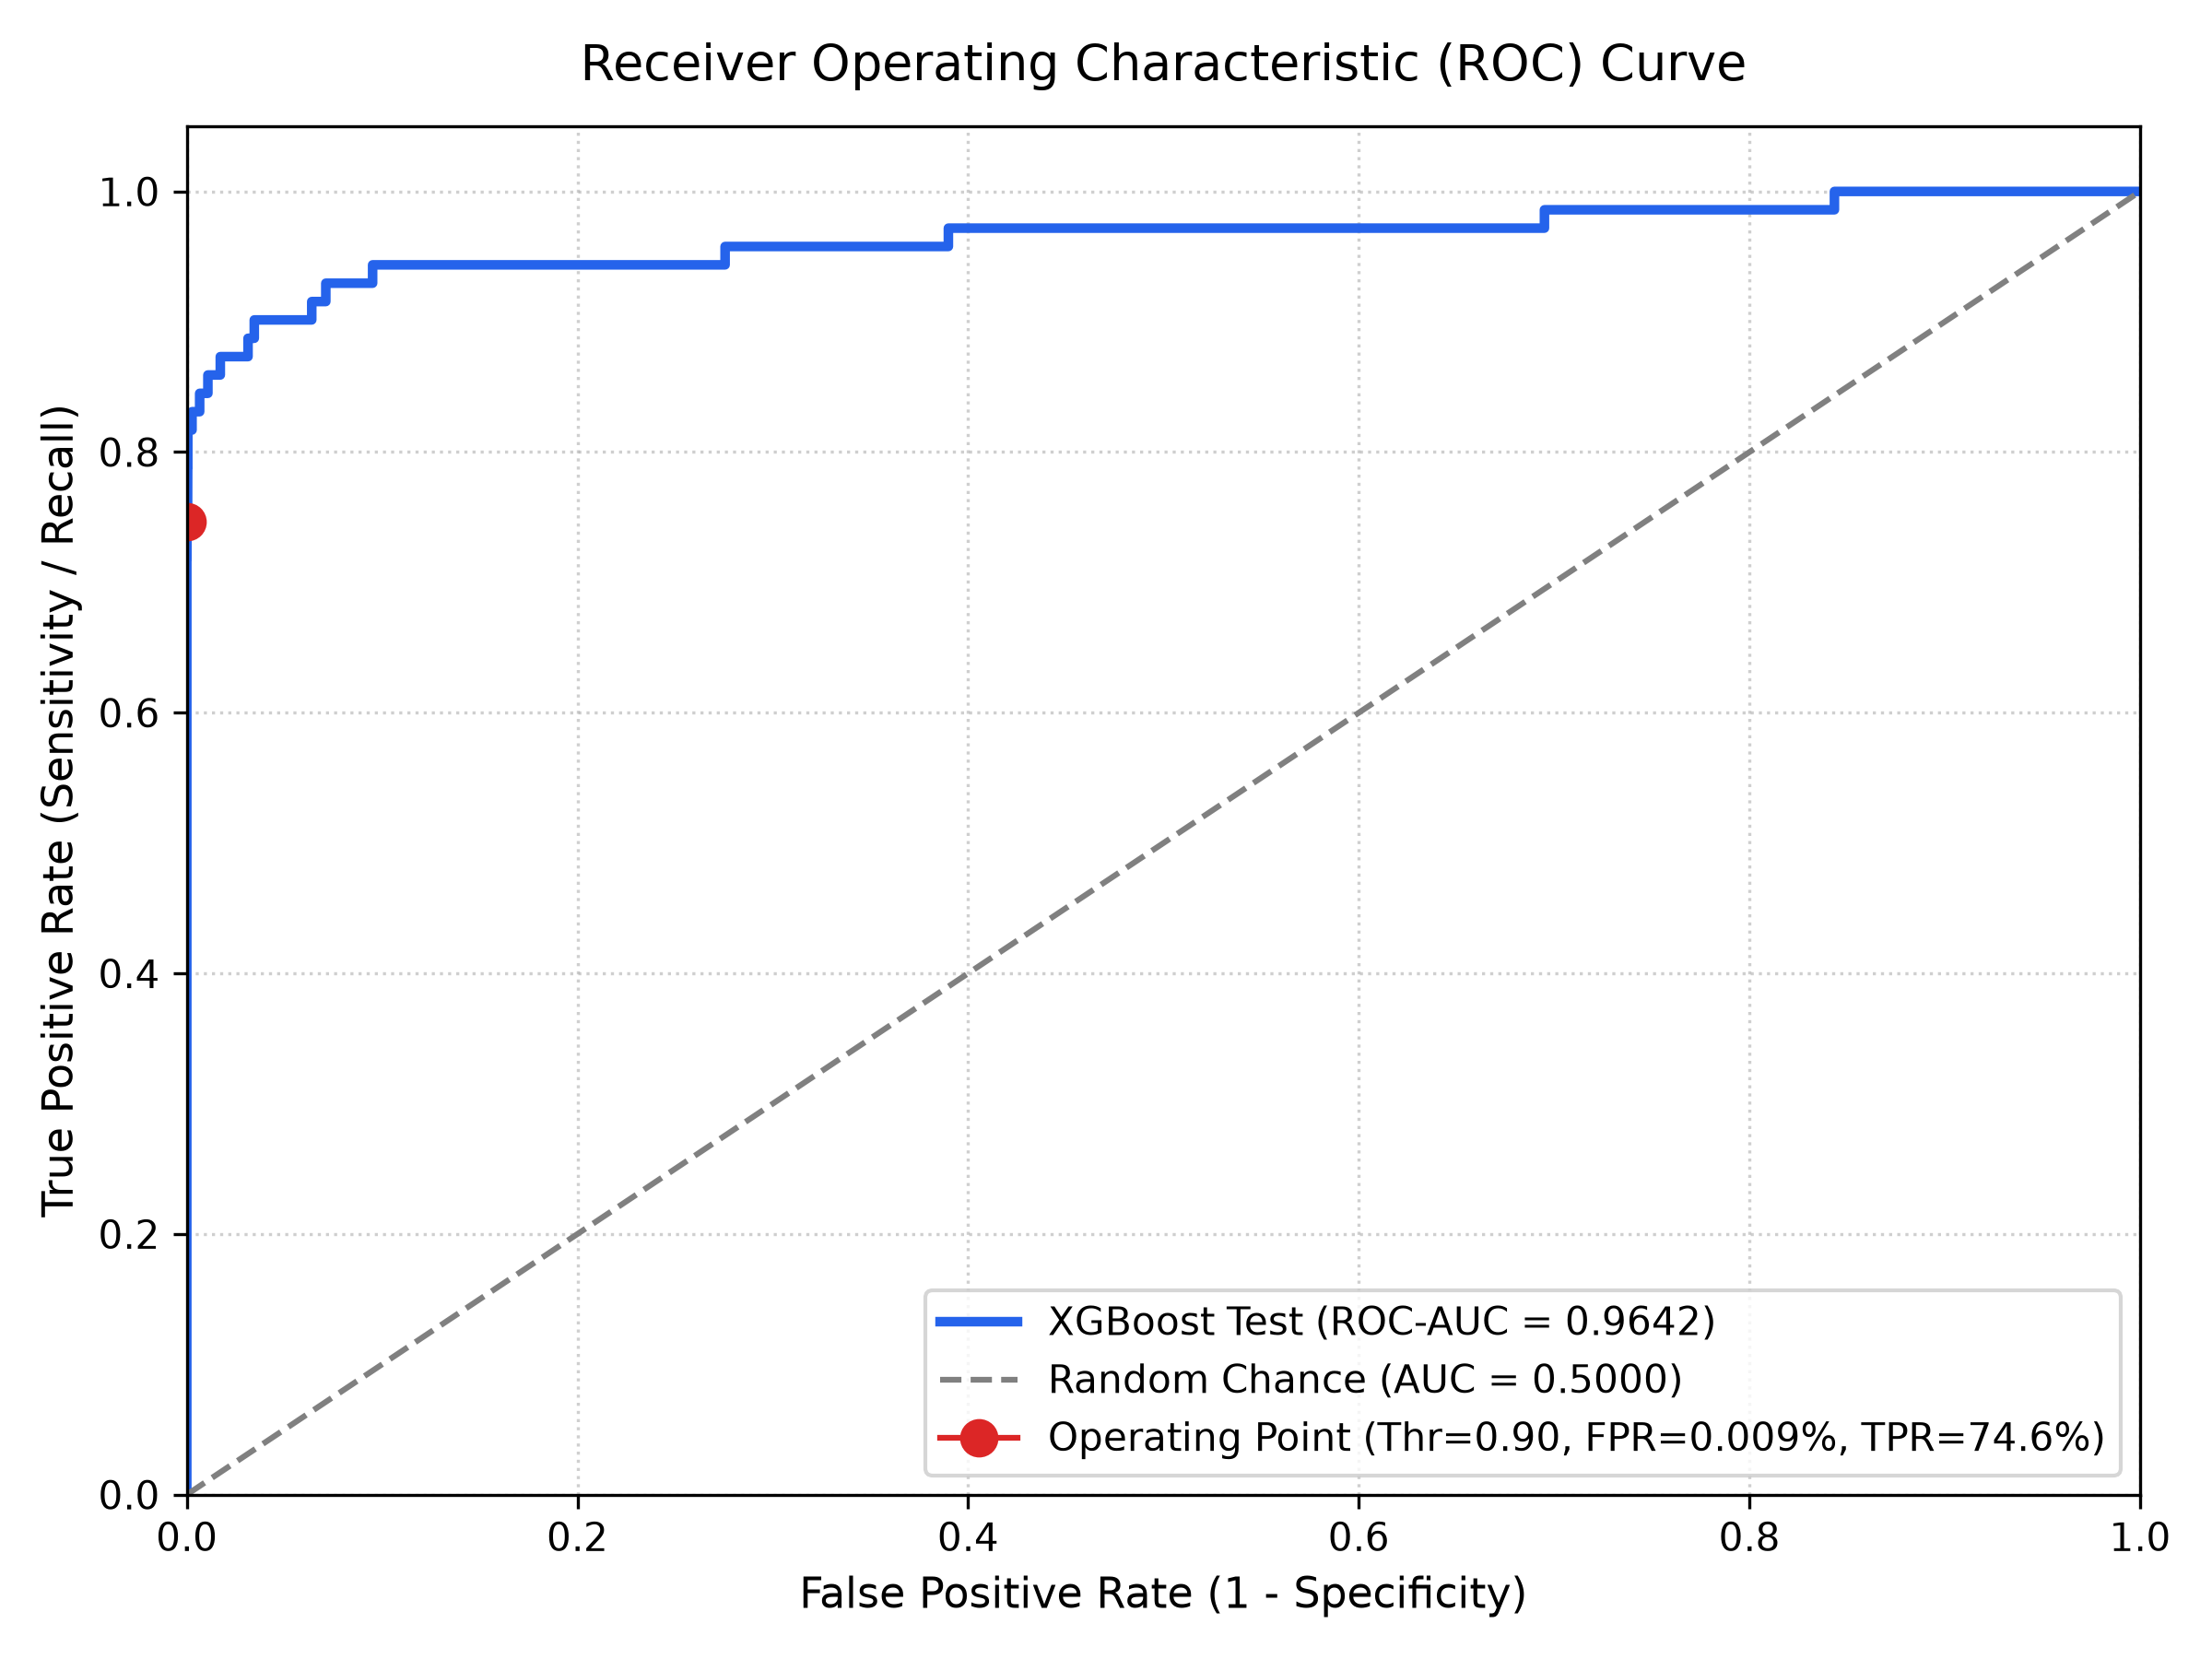 Receiver Operating Characteristic (ROC) Curve
True Positive Rate (Sensitivity / Recall)
1.0
0.8
0.6
0.4
0.2
0.0
XGBoost Test (ROC-AUC = 0.9642)
Random Chance (AUC = 0.5000)
Operating Point (Thr=0.90, FPR=0.009%, TPR=74.6%)
0.0 0.2 0.4 0.6 0.8 1.0
False Positive Rate (1 - Specificity)